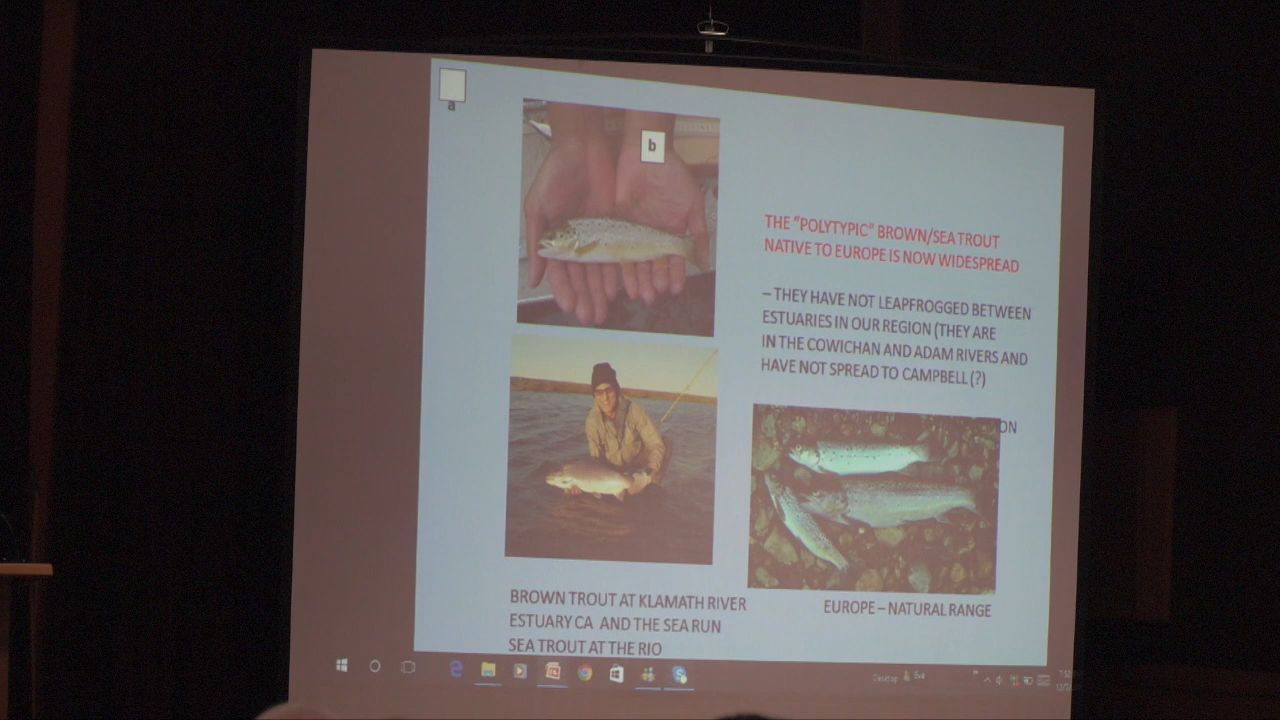 a
b
THE "POLYTYPIC" BROWN/SEA TROUT
NATIVE TO EUROPE IS NOW WIDESPREAD
– THEY HAVE NOT LEAPFROGGED BETWEEN
ESTUARIES IN OUR REGION (THEY ARE
IN THE COWICHAN AND ADAM RIVERS AND
HAVE NOT SPREAD TO CAMPBELL (?)
ON
BROWN TROUT AT KLAMATH RIVER
ESTUARY CA AND THE SEA RUN
SEA TROUT AT THE RIO
EUROPE – NATURAL RANGE
Desktop